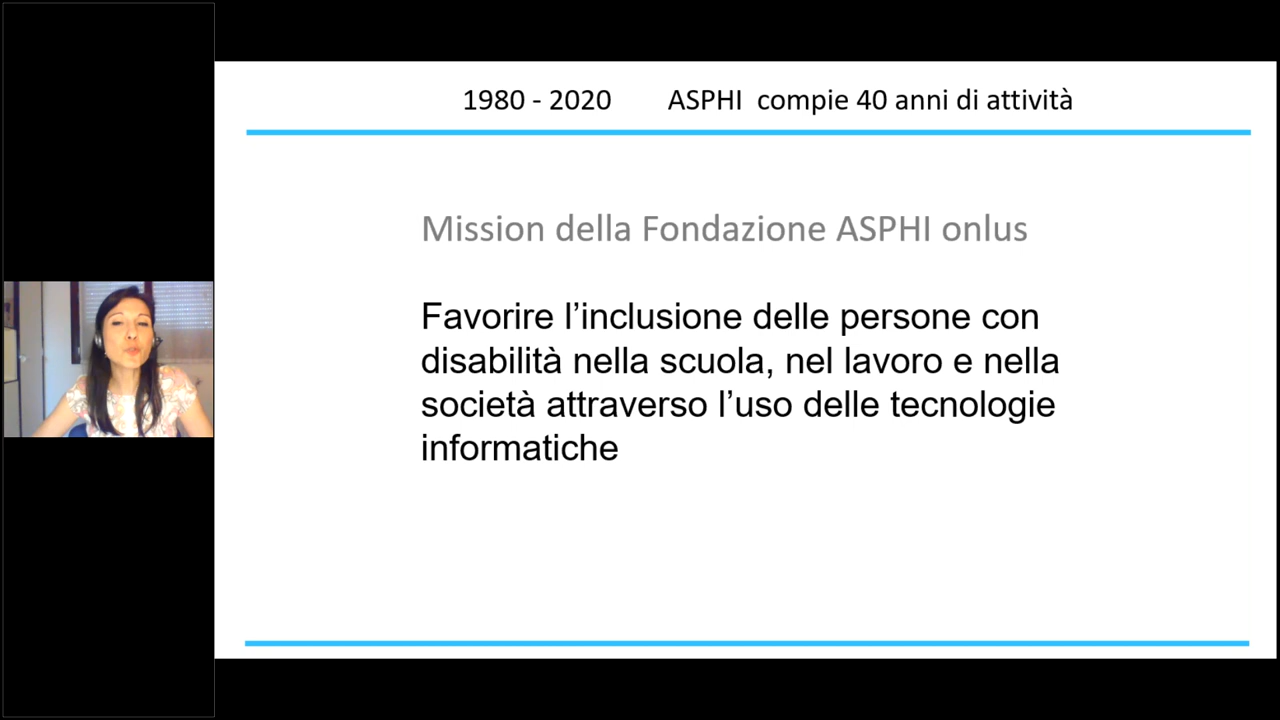 1980 - 2020 ASPHI compie 40 anni di attività
Mission della Fondazione ASPHI onlus
Favorire l’inclusione delle persone con
disabilità nella scuola, nel lavoro e nella
società attraverso l’uso delle tecnologie
informatiche